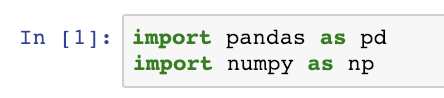 In [1]: import pandas as pd
import numpy as np